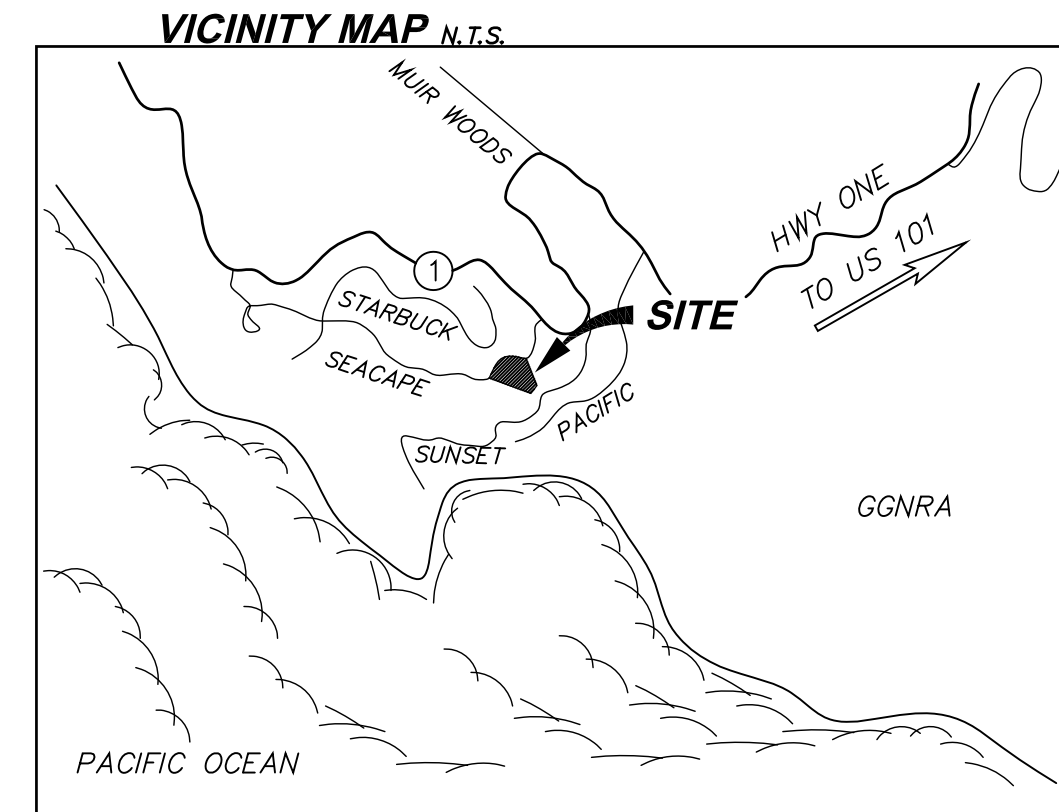 VICINITY MAP N.T.S.
MUIR WOODS
HWY ONE
TO US 101
1
STARBUCK
SITE
SEACAPE
PACIFIC
SUNSET
GGNRA
PACIFIC OCEAN